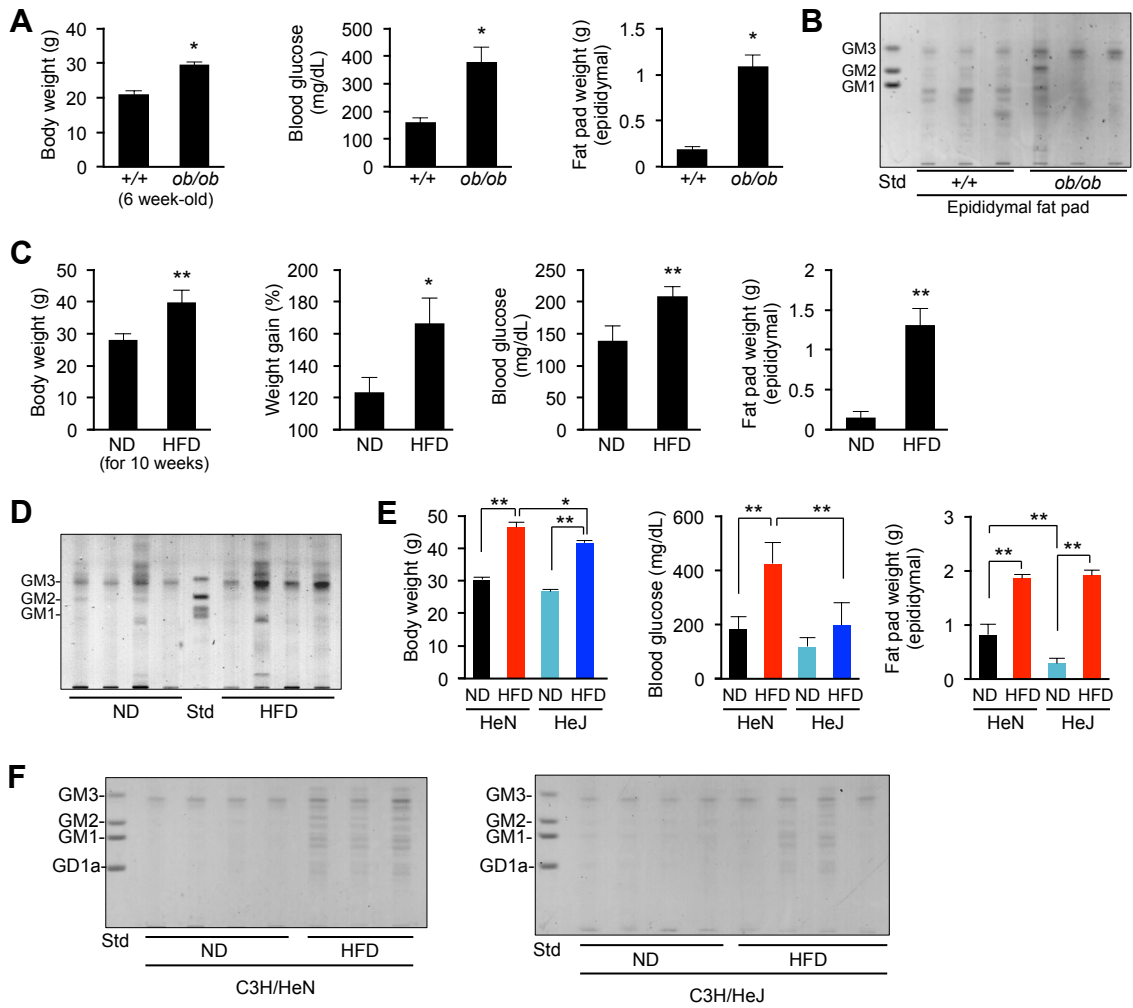 A
Body weight (g)
40
30
20
10
0
*
+/+ ob/ob
(6 week-old)
Blood glucose
(mg/dL)
500
400
300
200
100
0
*
+/+ ob/ob
Fat pad weight (g)
(epididymal)
1.5
1
0.5
0
*
+/+ ob/ob
B
GM3
GM2
GM1
Std +/+ ob/ob
Epididymal fat pad
C
Body weight (g)
50
40
30
20
10
0
**
ND HFD
(for 10 weeks)
Weight gain (%)
200
180
160
140
120
100
*
ND HFD
Blood glucose
(mg/dL)
250
200
150
100
50
0
**
ND HFD
Fat pad weight (g)
(epididymal)
2
1.5
1
0.5
0
**
ND HFD
D
GM3
GM2
GM1
ND Std HFD
E
Body weight (g)
50
40
30
20
10
0
** *
**
ND HFD ND HFD
HeN HeJ
Blood glucose (mg/dL)
600
400
200
0
** **
ND HFD ND HFD
HeN HeJ
Fat pad weight (g)
(epididymal)
3
2
1
0
**
** **
ND HFD ND HFD
HeN HeJ
F
GM3-
GM2-
GM1-
GD1a-
Std ND HFD
C3H/HeN
GM3-
GM2-
GM1-
GD1a-
Std ND HFD
C3H/HeJ